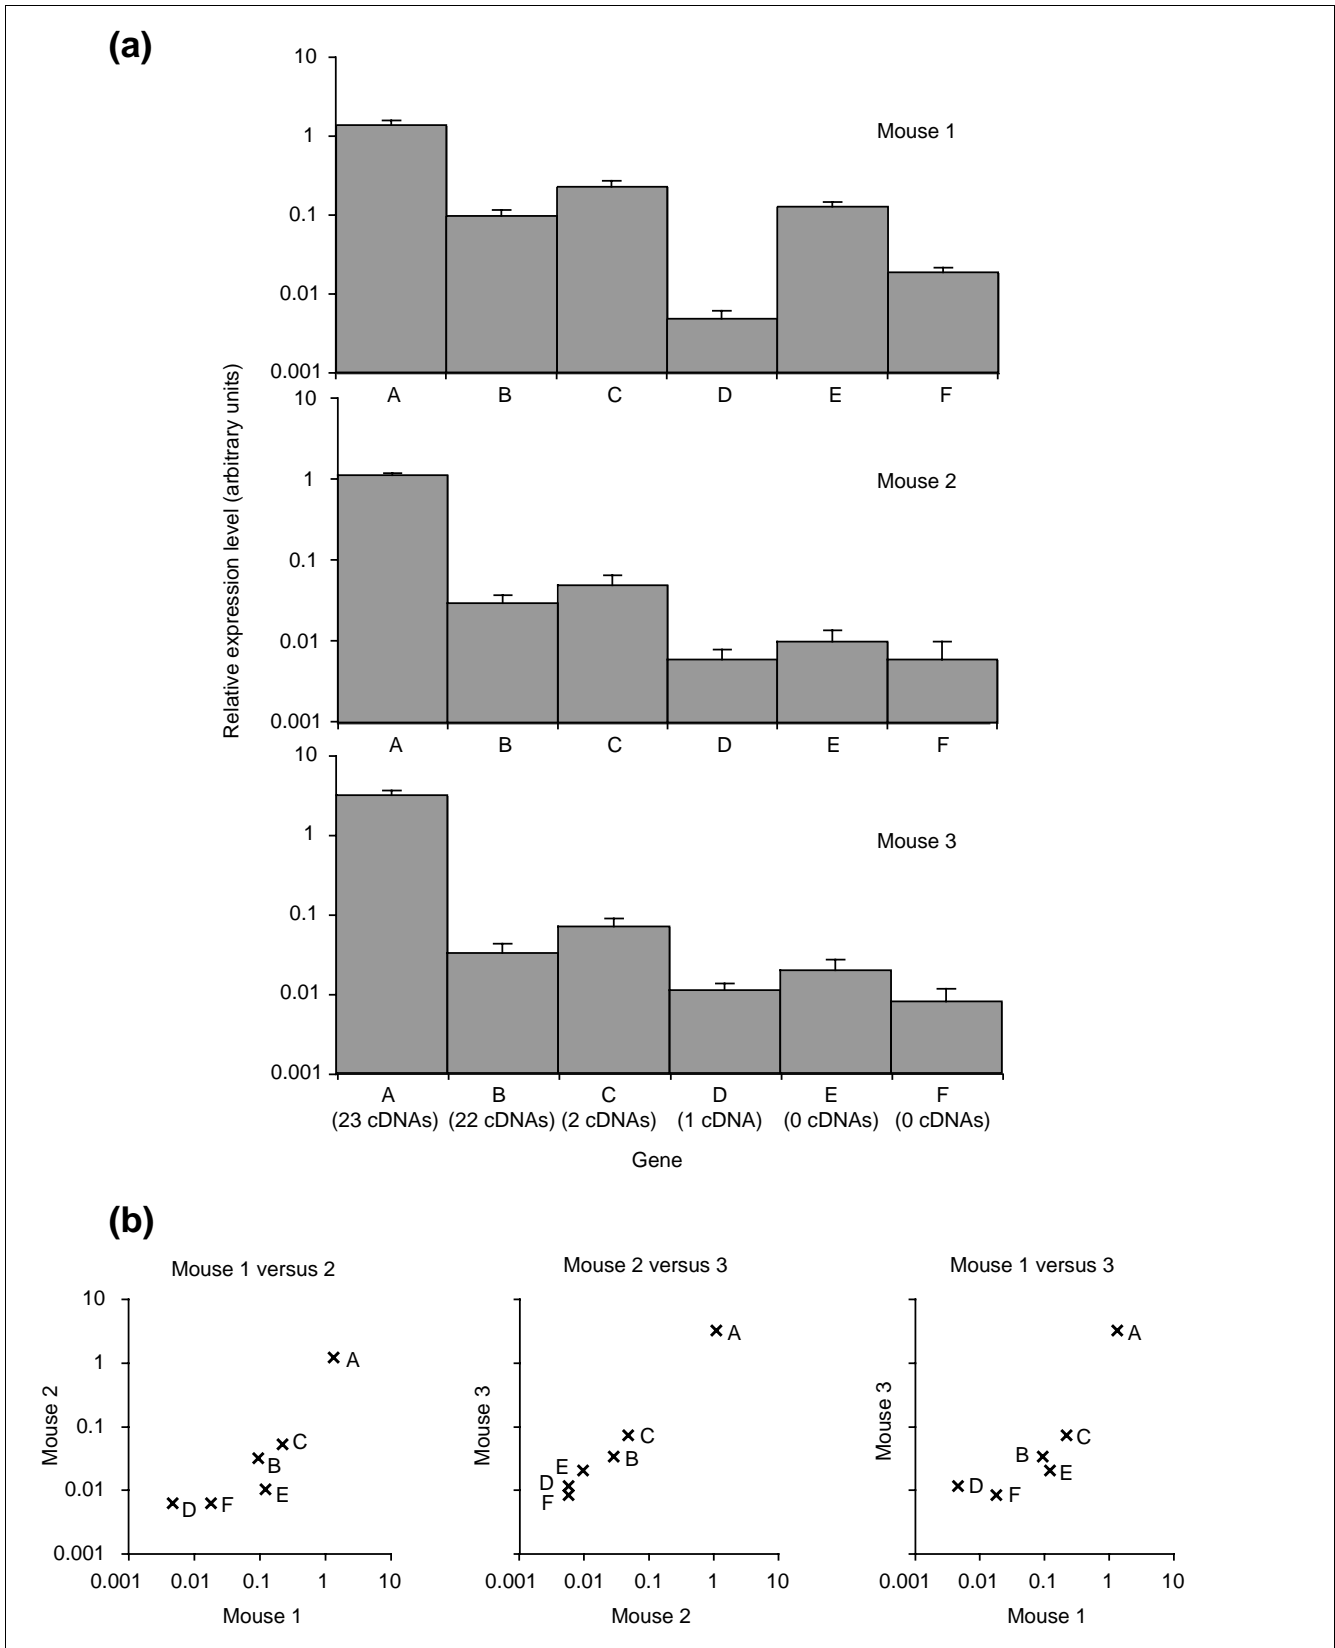 (a)
Relative expression level (arbitrary units)
10
1
0.1
0.01
0.001
Mouse 1
A B C D E F
10
1
0.1
0.01
0.001
Mouse 2
A B C D E F
10
1
0.1
0.01
0.001
Mouse 3
A B C D E F
(23 cDNAs) (22 cDNAs) (2 cDNAs) (1 cDNA) (0 cDNAs) (0 cDNAs)
Gene
(b)
Mouse 1 versus 2
Mouse 2
10
1
0.1
0.01
0.001
A
C
B
E
D
F
0.001 0.01 0.1 1 10
Mouse 1
Mouse 2 versus 3
Mouse 3
A
C
B
E
D
F
0.001 0.01 0.1 1 10
Mouse 2
Mouse 1 versus 3
Mouse 3
A
C
B
E
D
F
0.001 0.01 0.1 1 10
Mouse 1